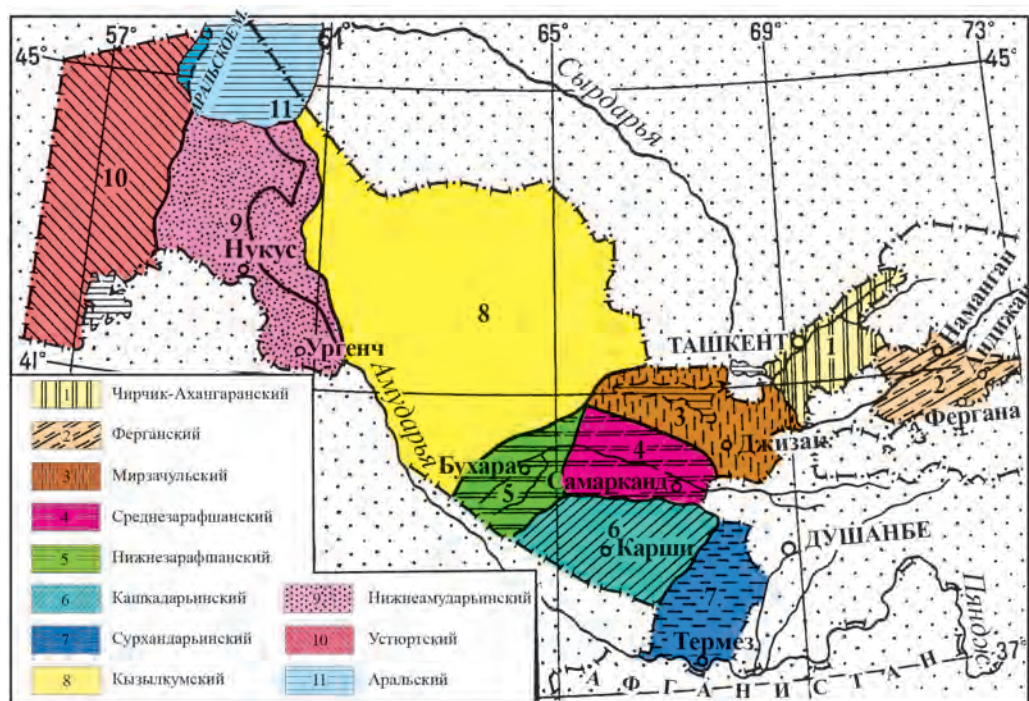 57°
61°
65°
69°
73°
45°
45°
АРАЛЬСКОЕ М.
11
Сырдарья
10
9
Нукус
8
Наманган
Андижан
ТАШКЕНТ
1
2
41°
Ургенч
Фергана
Амударья
3
Джизак
4
Бухара
Самарканд
5
6
Карши
ДУШАНБЕ
7
Пяндж
Термез
37°
АФГАНИСТАН
1 Чирчик-Ахангаранский
2 Ферганский
3 Мирзачульский
4 Среднезарафшанский
5 Нижнезарафшанский
6 Кашкадарьинский
7 Сурхандарьинский
8 Кызылкумский
9 Нижнеамударьинский
10 Устюртский
11 Аральский